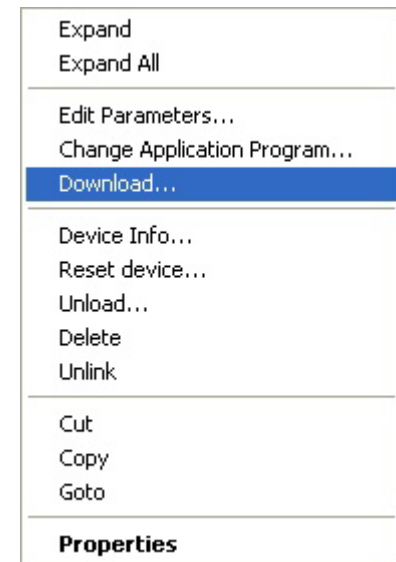 Expand
Expand All
Edit Parameters...
Change Application Program...
Download...
Device Info...
Reset device...
Unload...
Delete
Unlink
Cut
Copy
Goto
Properties